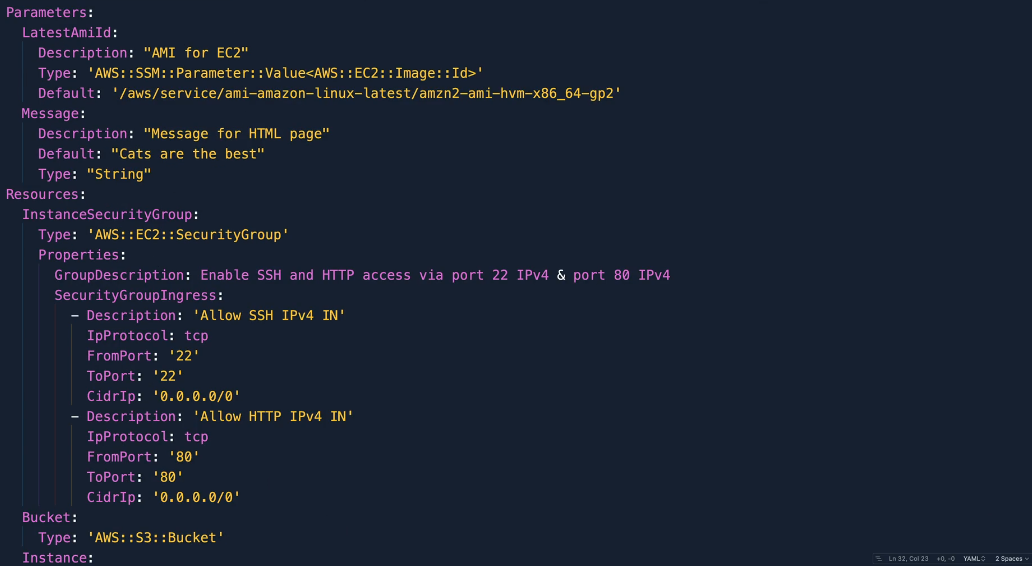 Parameters:
  LatestAmiId:
    Description: "AMI for EC2"
    Type: 'AWS::SSM::Parameter::Value<AWS::EC2::Image::Id>'
    Default: '/aws/service/ami-amazon-linux-latest/amzn2-ami-hvm-x86_64-gp2'
  Message:
    Description: "Message for HTML page"
    Default: "Cats are the best"
    Type: "String"
Resources:
  InstanceSecurityGroup:
    Type: 'AWS::EC2::SecurityGroup'
    Properties:
      GroupDescription: Enable SSH and HTTP access via port 22 IPv4 & port 80 IPv4
      SecurityGroupIngress:
        - Description: 'Allow SSH IPv4 IN'
          IpProtocol: tcp
          FromPort: '22'
          ToPort: '22'
          CidrIp: '0.0.0.0/0'
        - Description: 'Allow HTTP IPv4 IN'
          IpProtocol: tcp
          FromPort: '80'
          ToPort: '80'
          CidrIp: '0.0.0.0/0'
  Bucket:
    Type: 'AWS::S3::Bucket'
  Instance:
Ln 32, Col 23 +0, -0 YAML 2 Spaces